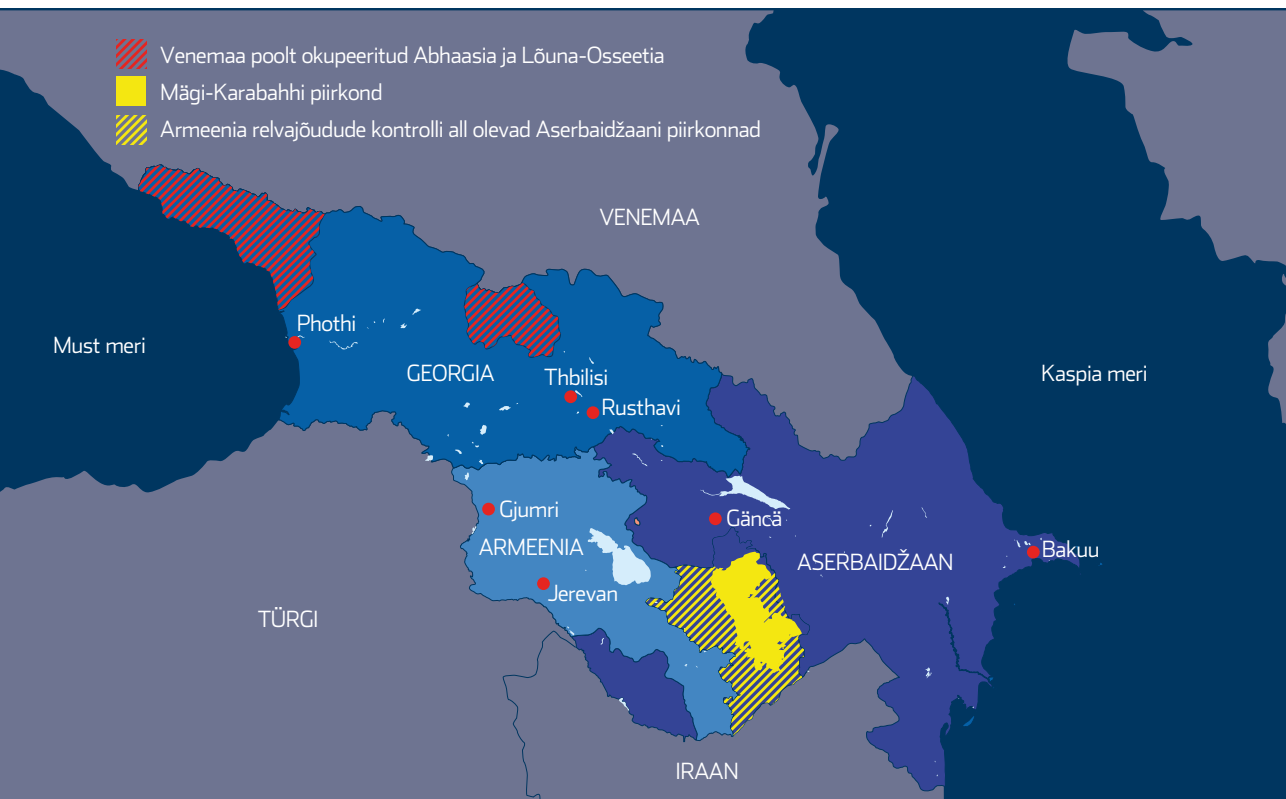 Venemaa poolt okupeeritud Abhaasia ja Lõuna-Osseetia
Mägi-Karabahhi piirkond
Armeenia relvajõudude kontrolli all olevad Aserbaidžaani piirkonnad
VENEMAA
Must meri
Phothi
GEORGIA
Thbilisi
Rusthavi
Kaspia meri
Gjumri
Gäncä
ARMEENIA
ASERBAIDŽAAN
Bakuu
Jerevan
TÜRGI
IRAAN